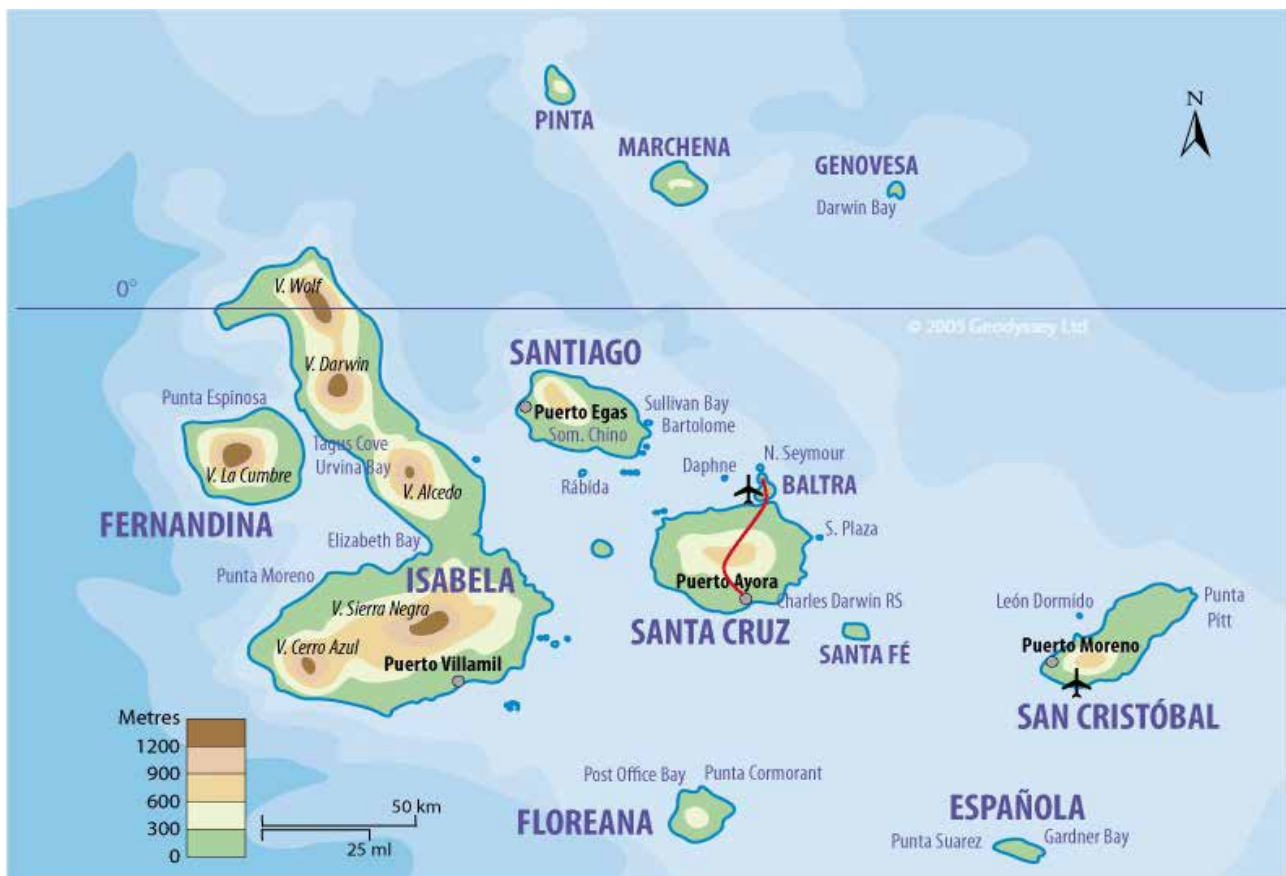 N
PINTA
MARCHENA
GENOVESA
Darwin Bay
0°
V. Wolf
© 2005 Geodyssey Ltd
V. Darwin
SANTIAGO
Punta Espinosa
Puerto Egas
Sullivan Bay
Bartolome
Som. Chino
Tagus Cove
Urvina Bay
V. La Cumbre
V. Alcedo
Rábida
Daphne
N. Seymour
BALTRA
FERNANDINA
S. Plaza
Elizabeth Bay
Punta Moreno
ISABELA
Puerto Ayora
Charles Darwin RS
V. Sierra Negra
SANTA CRUZ
León Dormido
Punta
Pitt
V. Cerro Azul
Puerto Villamil
SANTA FÉ
Puerto Moreno
SAN CRISTÓBAL
Metres
1200
900
600
300
0
50 km
25 ml
Post Office Bay
Punta Cormorant
FLOREANA
ESPAÑOLA
Punta Suarez
Gardner Bay